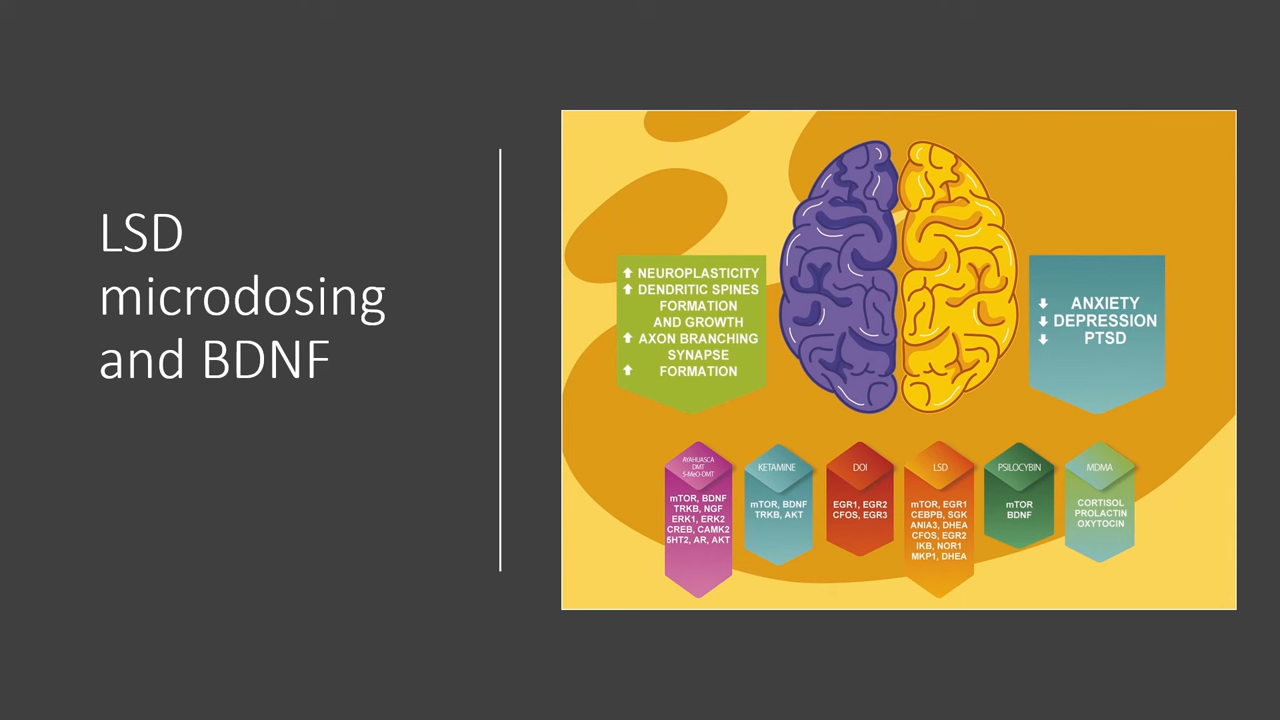 LSD
microdosing
and BDNF
NEUROPLASTICITY
DENDRITIC SPINES
FORMATION
AND GROWTH
AXON BRANCHING
SYNAPSE
FORMATION
ANXIETY
DEPRESSION
PTSD
AYAHUASCA
DMT
5-MeO-DMT
mTOR, BDNF
TRKB, NGF
ERK1, ERK2
CREB, CAMK2
5HT2, AR, AKT
KETAMINE
mTOR, BDNF
TRKB, AKT
DOI
EGR1, EGR2
CFOS, EGR3
LSD
mTOR, EGR1
CEBPB, SGK
ANIA3, DHEA
CFOS, EGR2
IKB, NOR1
MKP1, DHEA
PSILOCYBIN
mTOR
BDNF
MDMA
CORTISOL
PROLACTIN
OXYTOCIN